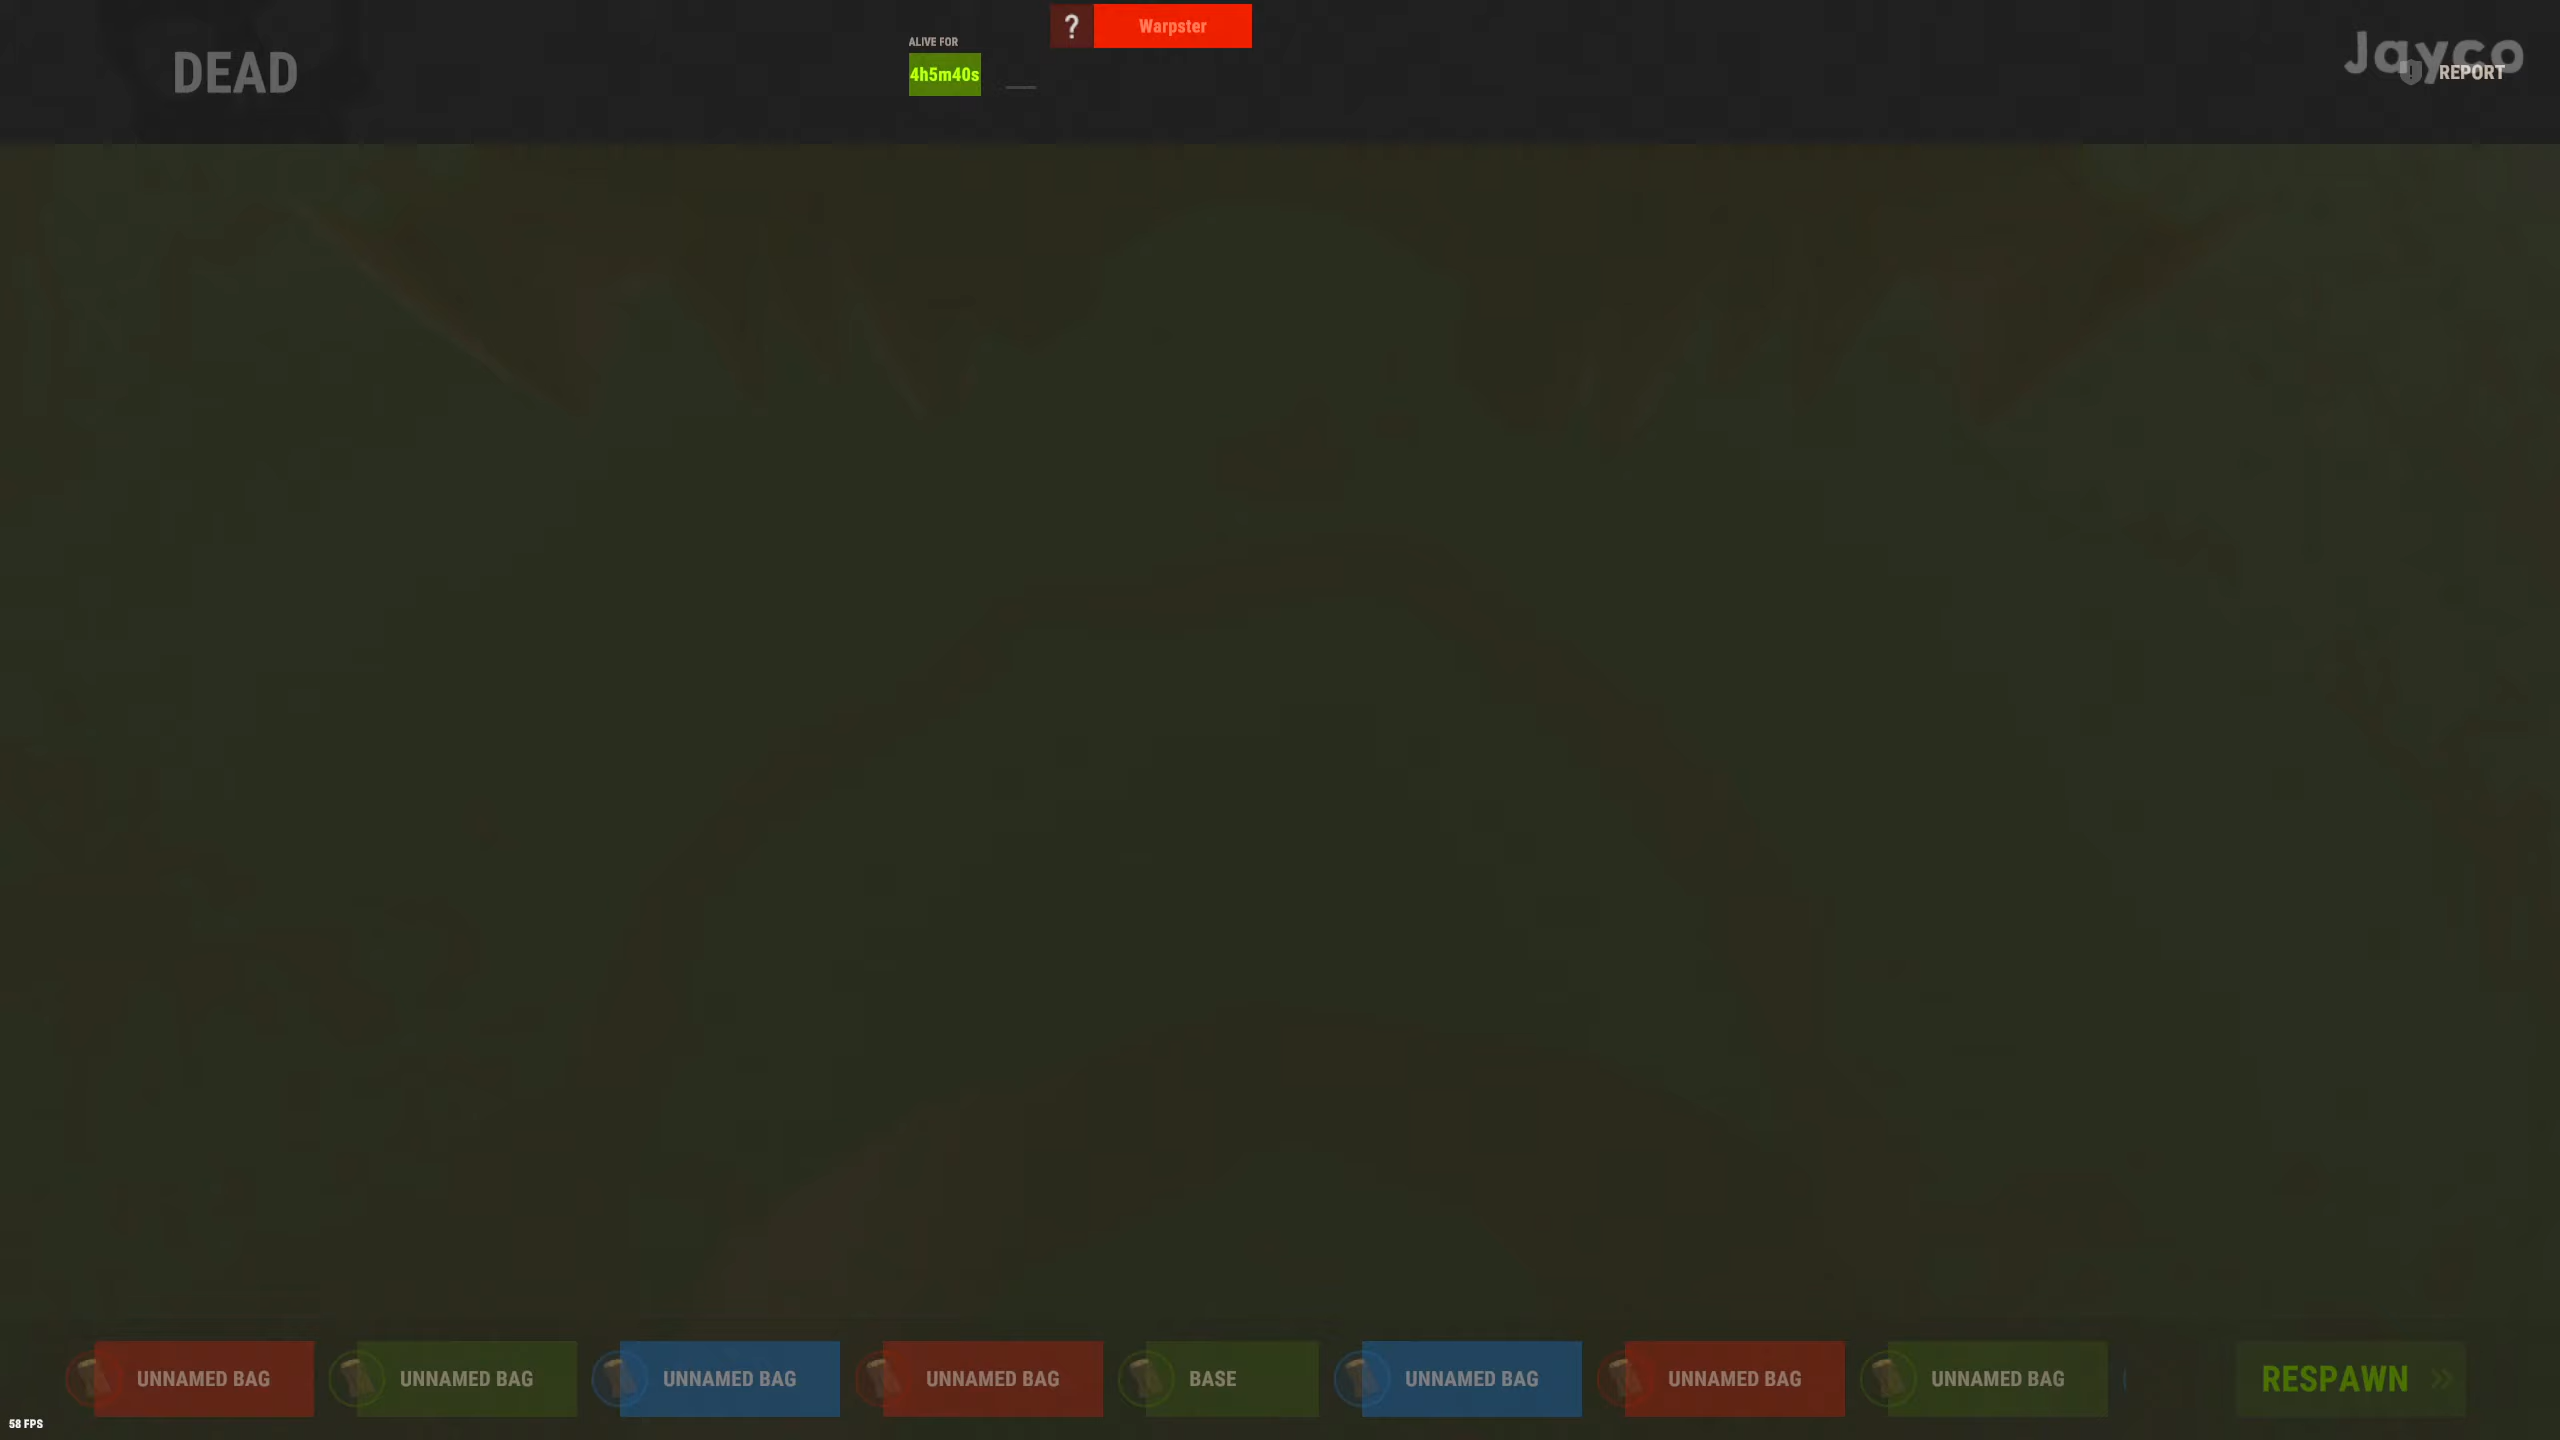 ? Warpster
ALIVE FOR
DEAD
4h5m40s
Jayco
REPORT
UNNAMED BAG
UNNAMED BAG
UNNAMED BAG
UNNAMED BAG
BASE
UNNAMED BAG
UNNAMED BAG
UNNAMED BAG
RESPAWN »
58 FPS